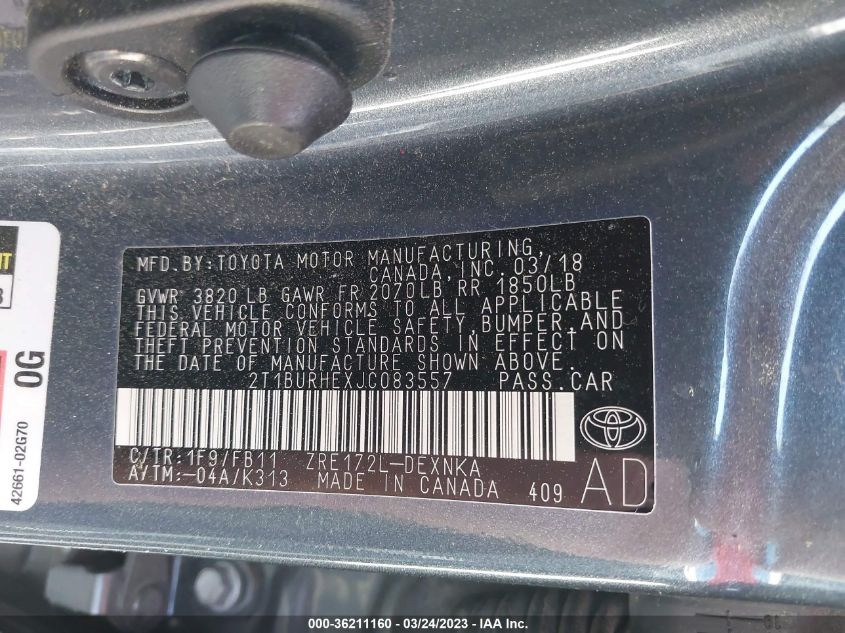 MFD. BY: TOYOTA MOTOR MANUFACTURING
CANADA, INC. 03/18
GVWR 3820 LB GAWR FR 2070LB RR 1850LB
THIS VEHICLE CONFORMS TO ALL APPLICABLE
FEDERAL MOTOR VEHICLE SAFETY, BUMPER, AND
THEFT PREVENTION STANDARDS IN EFFECT ON
THE DATE OF MANUFACTURE SHOWN ABOVE.
2T1BURHEXJC083557 PASS. CAR
C/TR: 1F9/FB11 ZRE172L-DEXNKA
A/TM: -04A/K313 MADE IN CANADA 409
AD
0G
42661-02G70
000-36211160 - 03/24/2023 - IAAI.com